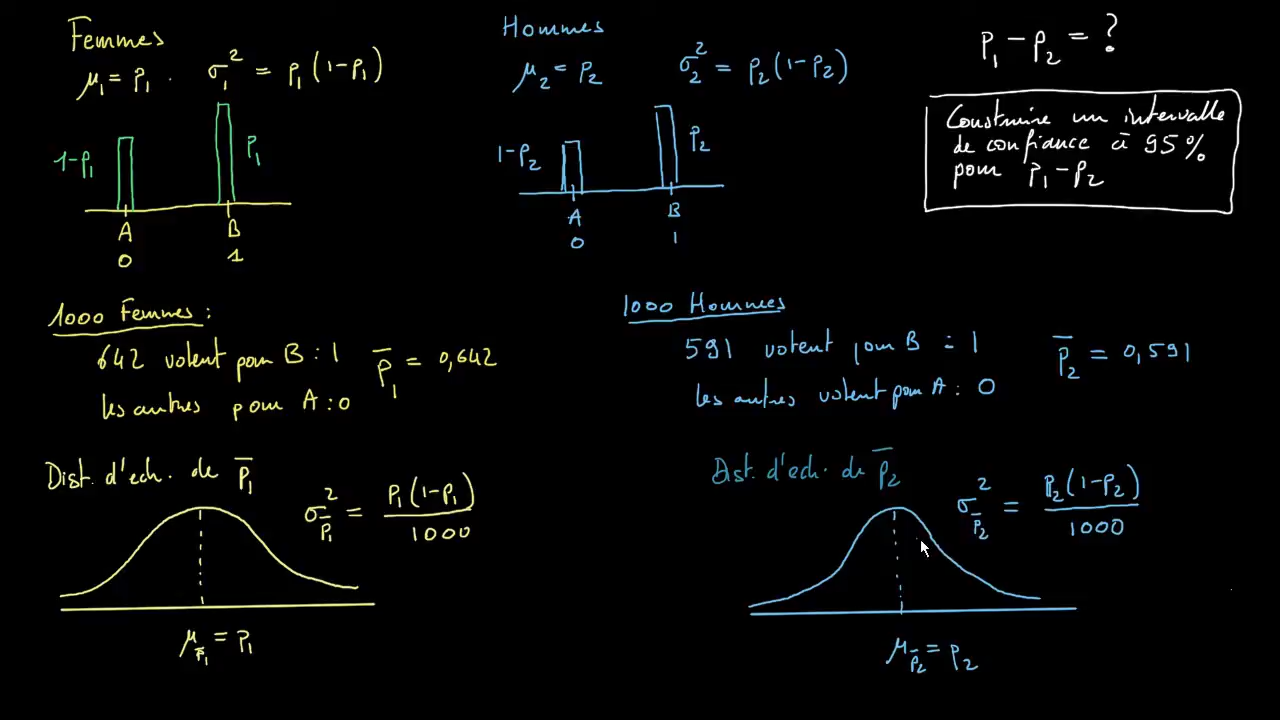 Femmes
μ₁ = p₁ . σ₁² = p₁(1-p₁)
1-p₁
p₁
A
B
0
1
Hommes
μ₂ = p₂ σ₂² = p₂(1-p₂)
1-p₂
p₂
A
B
0
1
p₁ - p₂ = ?
Construire un intervalle
de confiance à 95%
pour p₁-p₂
1000 Femmes :
642 votent pour B : 1
les autres pour A : 0
p̄₁ = 0,642
1000 Hommes
591 votent pour B : 1
les autres votent pour A : 0
p̄₂ = 0,591
Dist. d'ech. de p̄₁
σ²p̄₁ = p₁(1-p₁)
1000
μp̄₁ = p₁
Dist. d'ech. de p̄₂
σ²p̄₂ = p₂(1-p₂)
1000
μp̄₂ = p₂